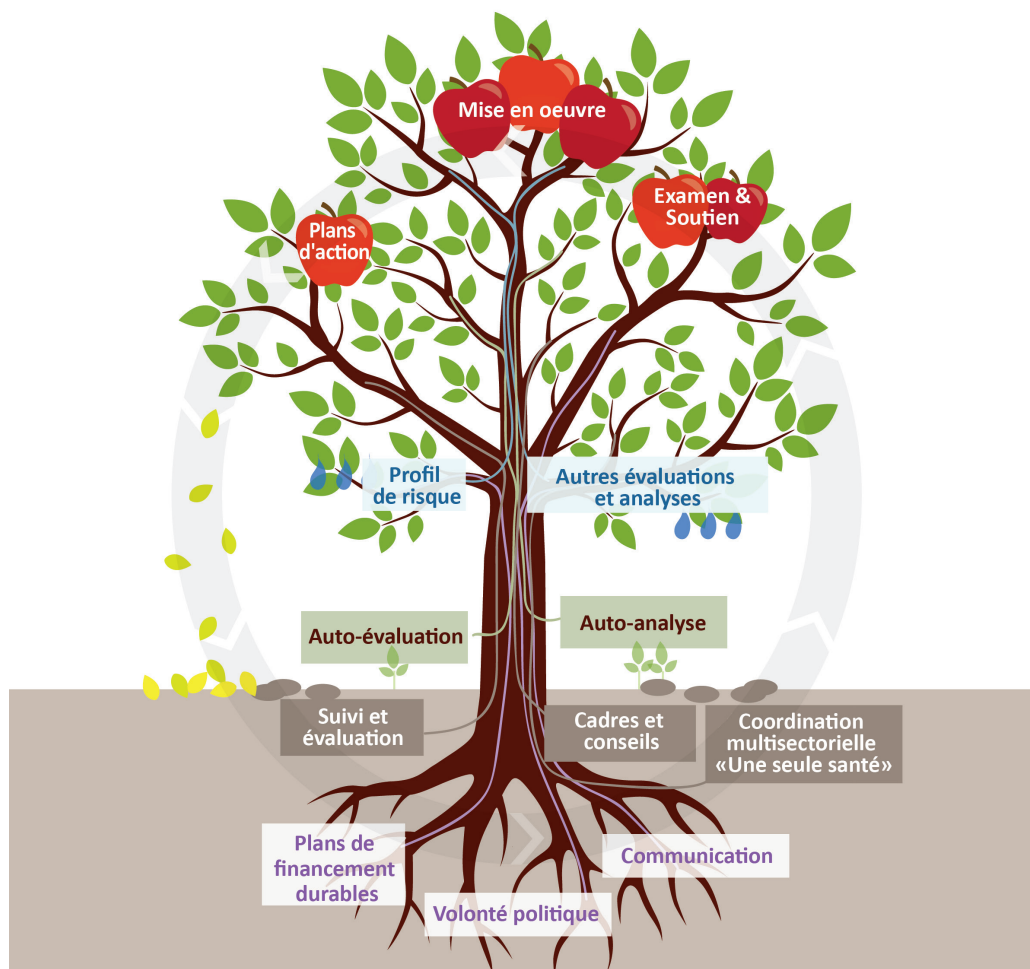 Mise en oeuvre
Examen &
Soutien
Plans
d'action
Profil
de risque
Autres évaluations
et analyses
Auto-évaluation
Auto-analyse
Suivi et
évaluation
Cadres et
conseils
Coordination
multisectorielle
«Une seule santé»
Plans de
financement
durables
Communication
Volonté politique